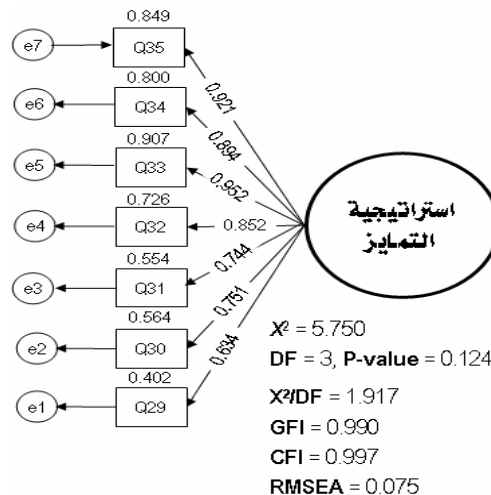 0.849
e7
Q35
0.921
0.800
e6
Q34
0.894
0.907
e5
Q33
0.952
0.726
e4
Q32
0.852
0.554
e3
Q31
0.744
0.564
e2
Q30
0.751
0.402
e1
Q29
0.634
استراتيجية
التمايز
X² = 5.750
DF = 3, P-value = 0.124
X²/DF = 1.917
GFI = 0.990
CFI = 0.997
RMSEA = 0.075